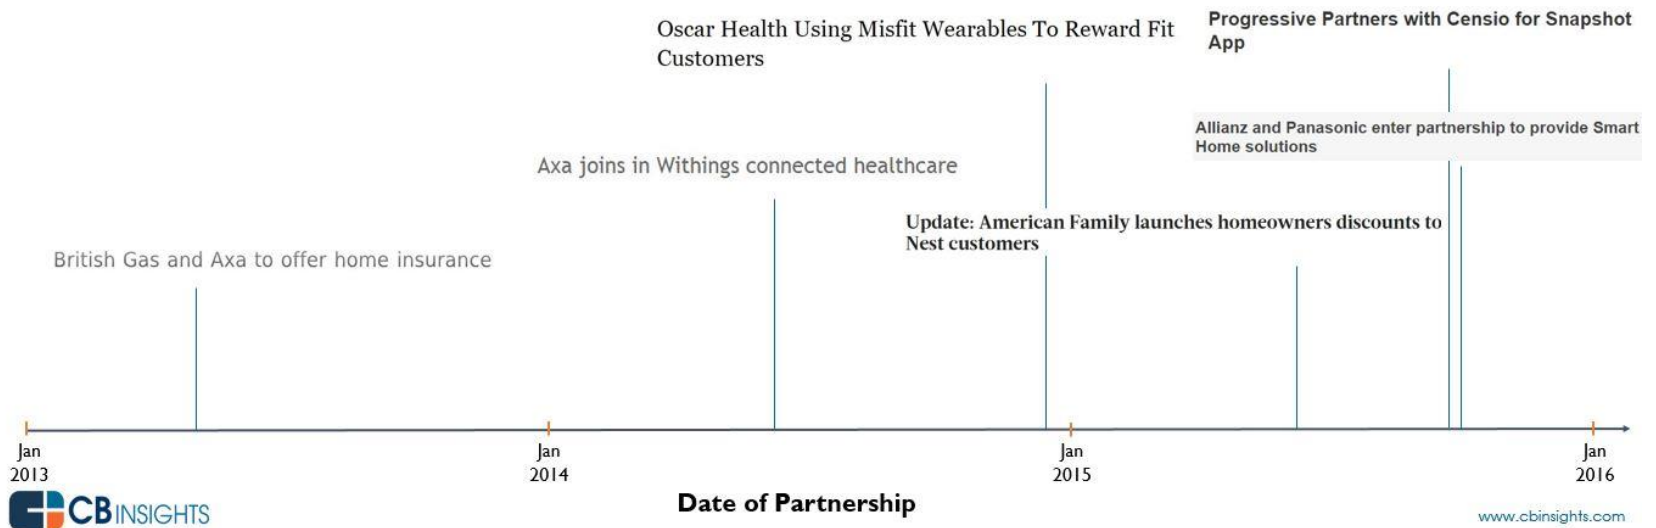 Oscar Health Using Misfit Wearables To Reward Fit
Customers
Progressive Partners with Censio for Snapshot
App
Allianz and Panasonic enter partnership to provide Smart
Home solutions
Axa joins in Withings connected healthcare
Update: American Family launches homeowners discounts to
Nest customers
British Gas and Axa to offer home insurance
Jan
2013
Jan
2014
Jan
2015
Jan
2016
Date of Partnership
CBINSIGHTS
www.cbinsights.com